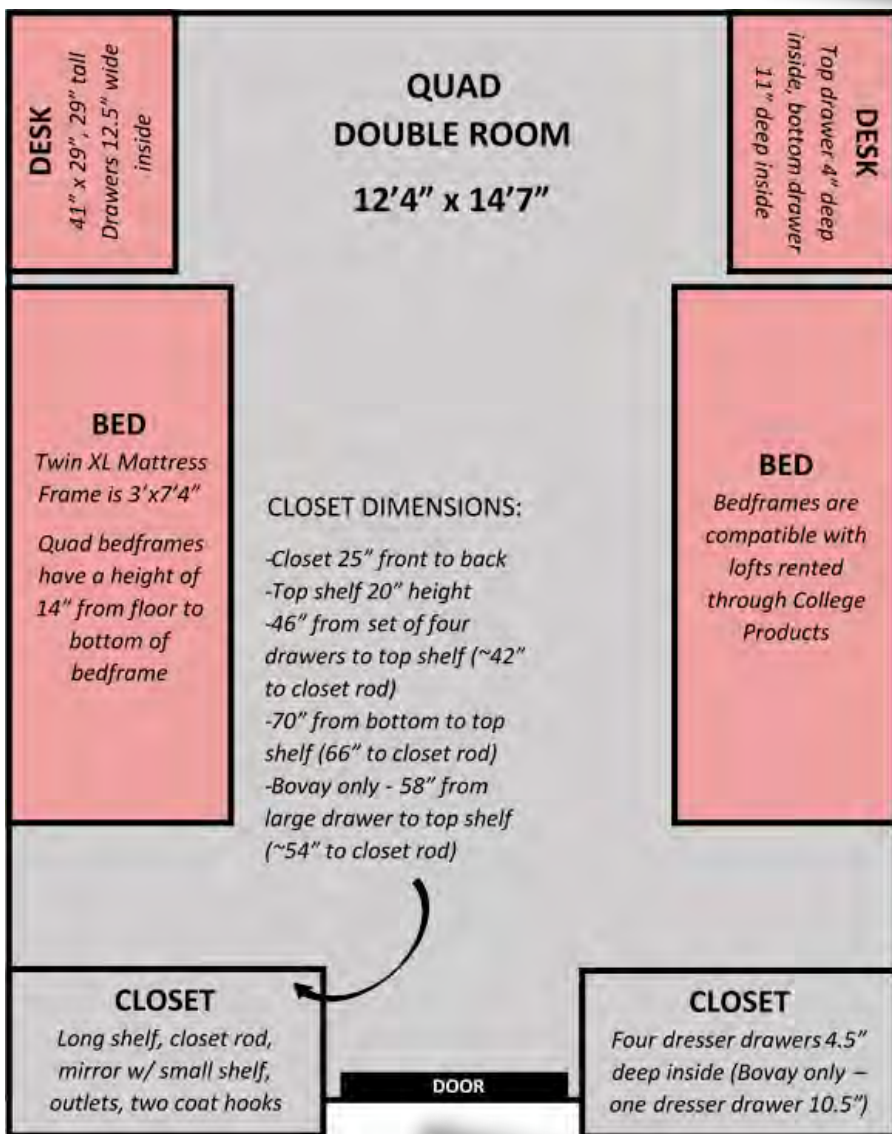 DESK
41" x 29", 29" tall
Drawers 12.5" wide
inside
QUAD
DOUBLE ROOM
12'4" x 14'7"
DESK
Top drawer 4" deep
inside, bottom drawer
11" deep inside
BED
Twin XL Mattress
Frame is 3'x7'4"
Quad bedframes
have a height of
14" from floor to
bottom of
bedframe
CLOSET DIMENSIONS:
-Closet 25" front to back
-Top shelf 20" height
-46" from set of four
drawers to top shelf (~42"
to closet rod)
-70" from bottom to top
shelf (66" to closet rod)
-Bovay only - 58" from
large drawer to top shelf
(~54" to closet rod)
BED
Bedframes are
compatible with
lofts rented
through College
Products
CLOSET
Long shelf, closet rod,
mirror w/ small shelf,
outlets, two coat hooks
DOOR
CLOSET
Four dresser drawers 4.5"
deep inside (Bovay only –
one dresser drawer 10.5")